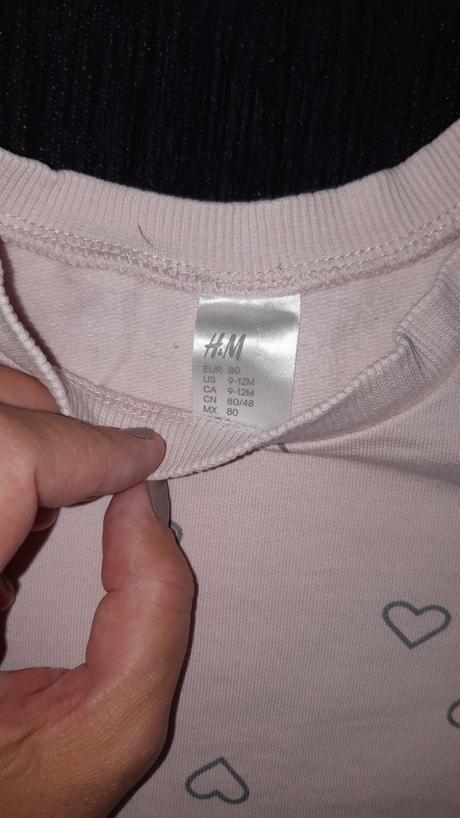 H&M
EUR 80
US 9-12M
CA 9-12M
CN 80/48
MX 80